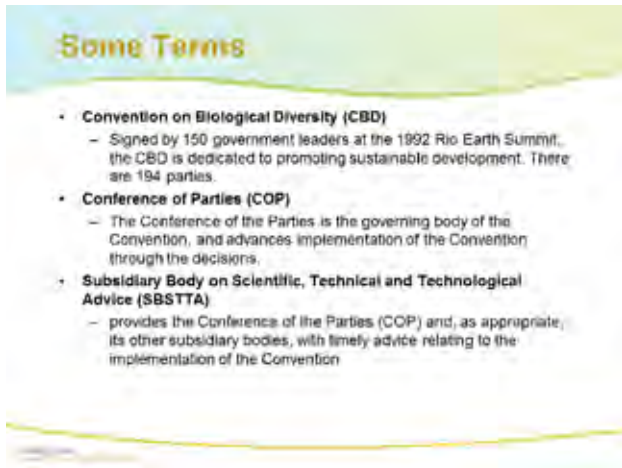 Some Terms
• Convention on Biological Diversity (CBD)
– Signed by 150 government leaders at the 1992 Rio Earth Summit,
the CBD is dedicated to promoting sustainable development. There
are 194 parties.
• Conference of Parties (COP)
– The Conference of the Parties is the governing body of the
Convention, and advances implementation of the Convention
through the decisions.
• Subsidiary Body on Scientific, Technical and Technological
Advice (SBSTTA)
– provides the Conference of the Parties (COP) and, as appropriate,
its other subsidiary bodies, with timely advice relating to the
implementation of the Convention